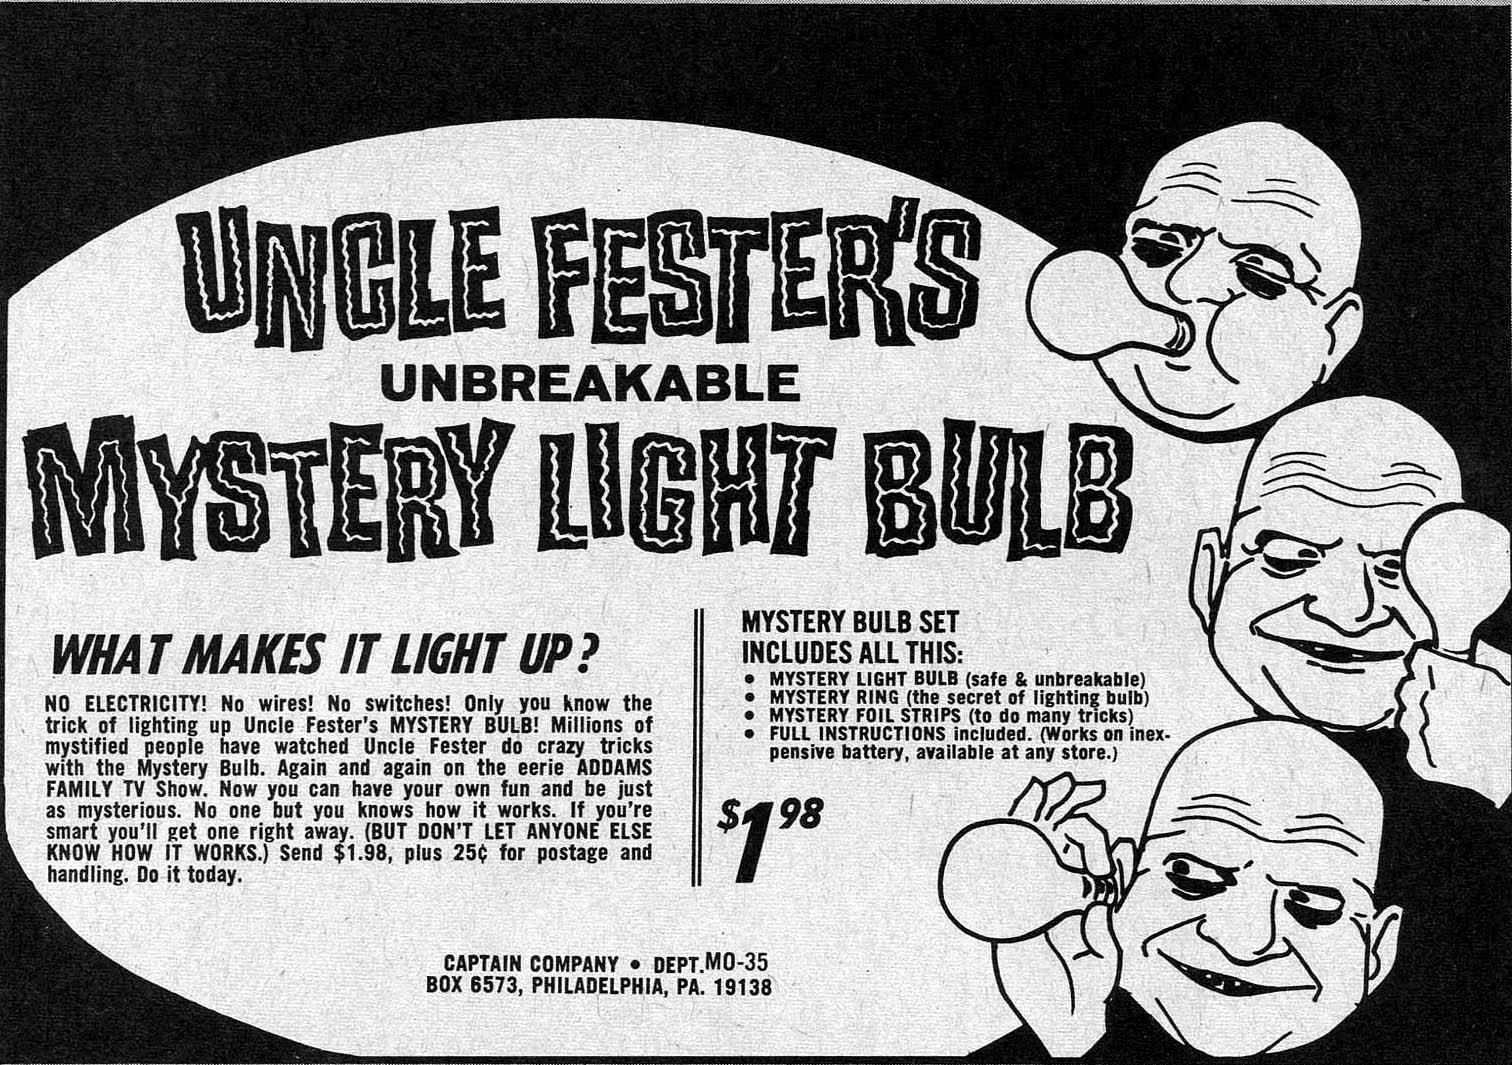 UNCLE FESTER'S
UNBREAKABLE
MYSTERY LIGHT BULB
WHAT MAKES IT LIGHT UP?
NO ELECTRICITY! No wires! No switches! Only you know the
trick of lighting up Uncle Fester's MYSTERY BULB! Millions of
mystified people have watched Uncle Fester do crazy tricks
with the Mystery Bulb. Again and again on the eerie ADDAMS
FAMILY TV Show. Now you can have your own fun and be just
as mysterious. No one but you knows how it works. If you're
smart you'll get one right away. (BUT DON'T LET ANYONE ELSE
KNOW HOW IT WORKS.) Send $1.98, plus 25¢ for postage and
handling. Do it today.
MYSTERY BULB SET
INCLUDES ALL THIS:
• MYSTERY LIGHT BULB (safe & unbreakable)
• MYSTERY RING (the secret of lighting bulb)
• MYSTERY FOIL STRIPS (to do many tricks)
• FULL INSTRUCTIONS included. (Works on inex-
pensive battery, available at any store.)
$1 98
CAPTAIN COMPANY • DEPT. MO-35
BOX 6573, PHILADELPHIA, PA. 19138